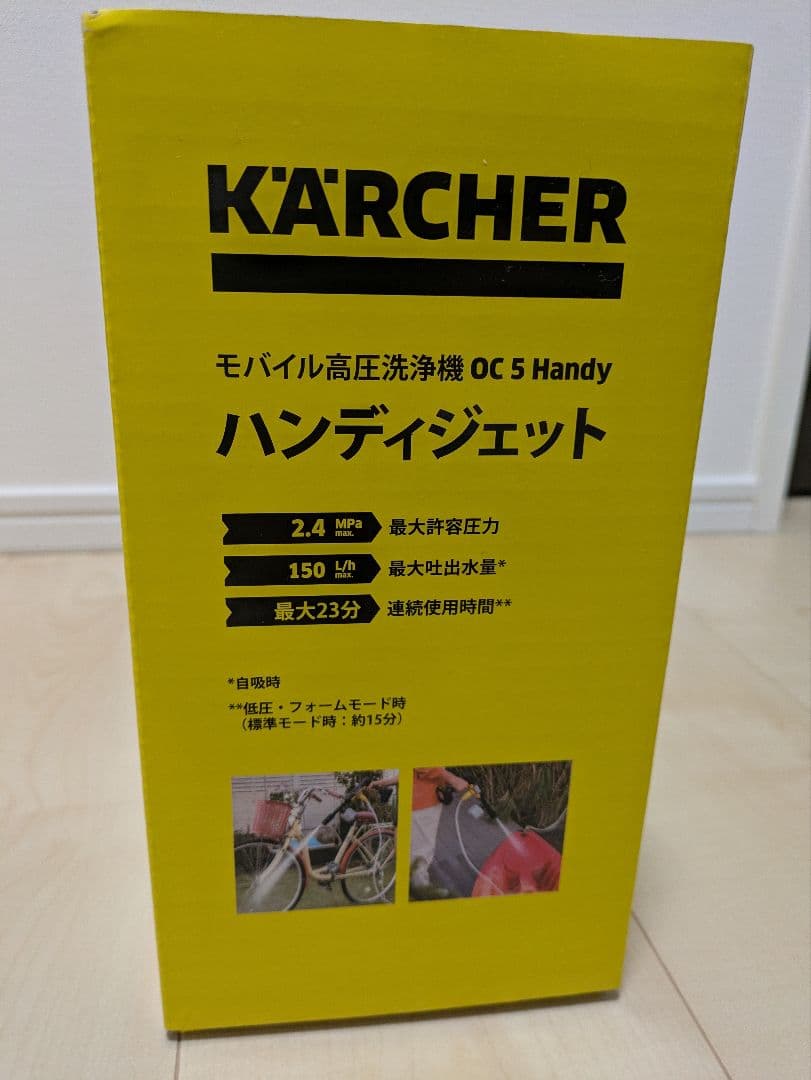 KÄRCHER
モバイル高圧洗浄機 OC 5 Handy
ハンディジェット
2.4 MPa max. 最大許容圧力
150 L/h max. 最大吐出水量*
最大23分 連続使用時間**
*自吸時
**低圧・フォームモード時
（標準モード時：約15分）